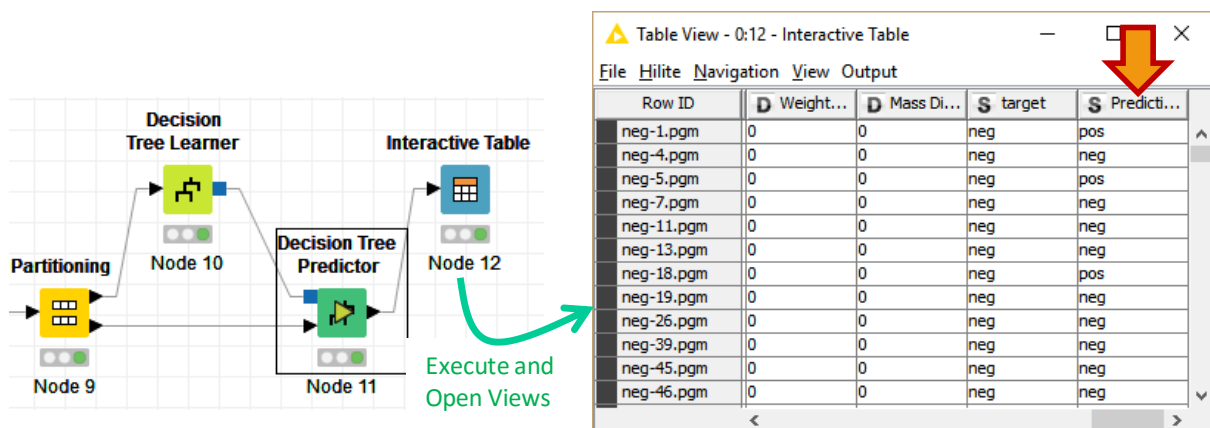 Decision
Tree Learner
Node 10
Interactive Table
Node 12
Partitioning
Node 9
Decision Tree
Predictor
Node 11
Execute and
Open Views
Table View - 0:12 - Interactive Table
File Hilite Navigation View Output
Row ID D Weight... D Mass Di... S target S Predicti...
neg-1.pgm 0 0 neg pos
neg-4.pgm 0 0 neg neg
neg-5.pgm 0 0 neg pos
neg-7.pgm 0 0 neg neg
neg-11.pgm 0 0 neg neg
neg-13.pgm 0 0 neg neg
neg-18.pgm 0 0 neg pos
neg-19.pgm 0 0 neg neg
neg-26.pgm 0 0 neg neg
neg-39.pgm 0 0 neg neg
neg-45.pgm 0 0 neg neg
neg-46.pgm 0 0 neg neg